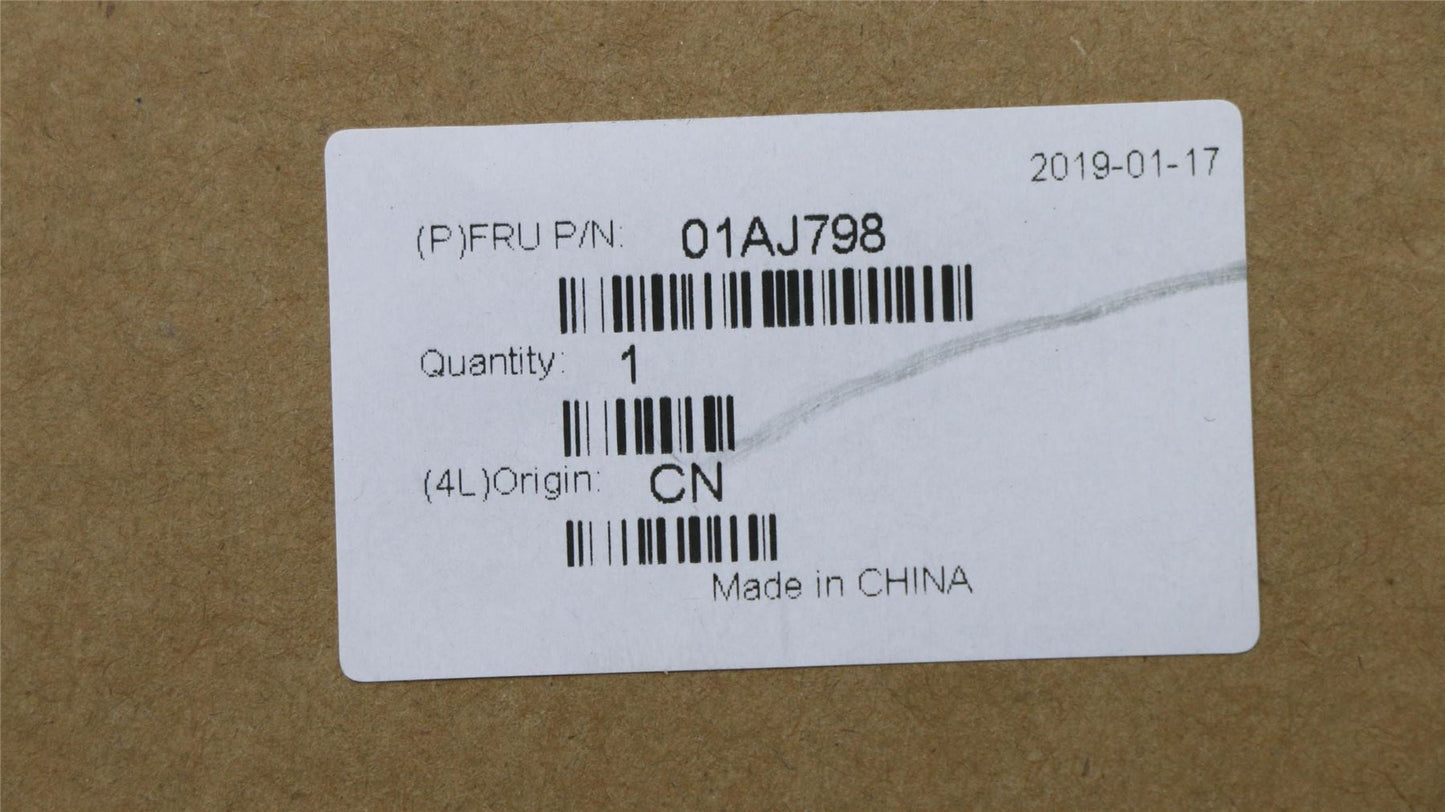 2019-01-17
(P)FRU P/N: 01AJ798
Quantity: 1
(4L)Origin: CN
Made in CHINA